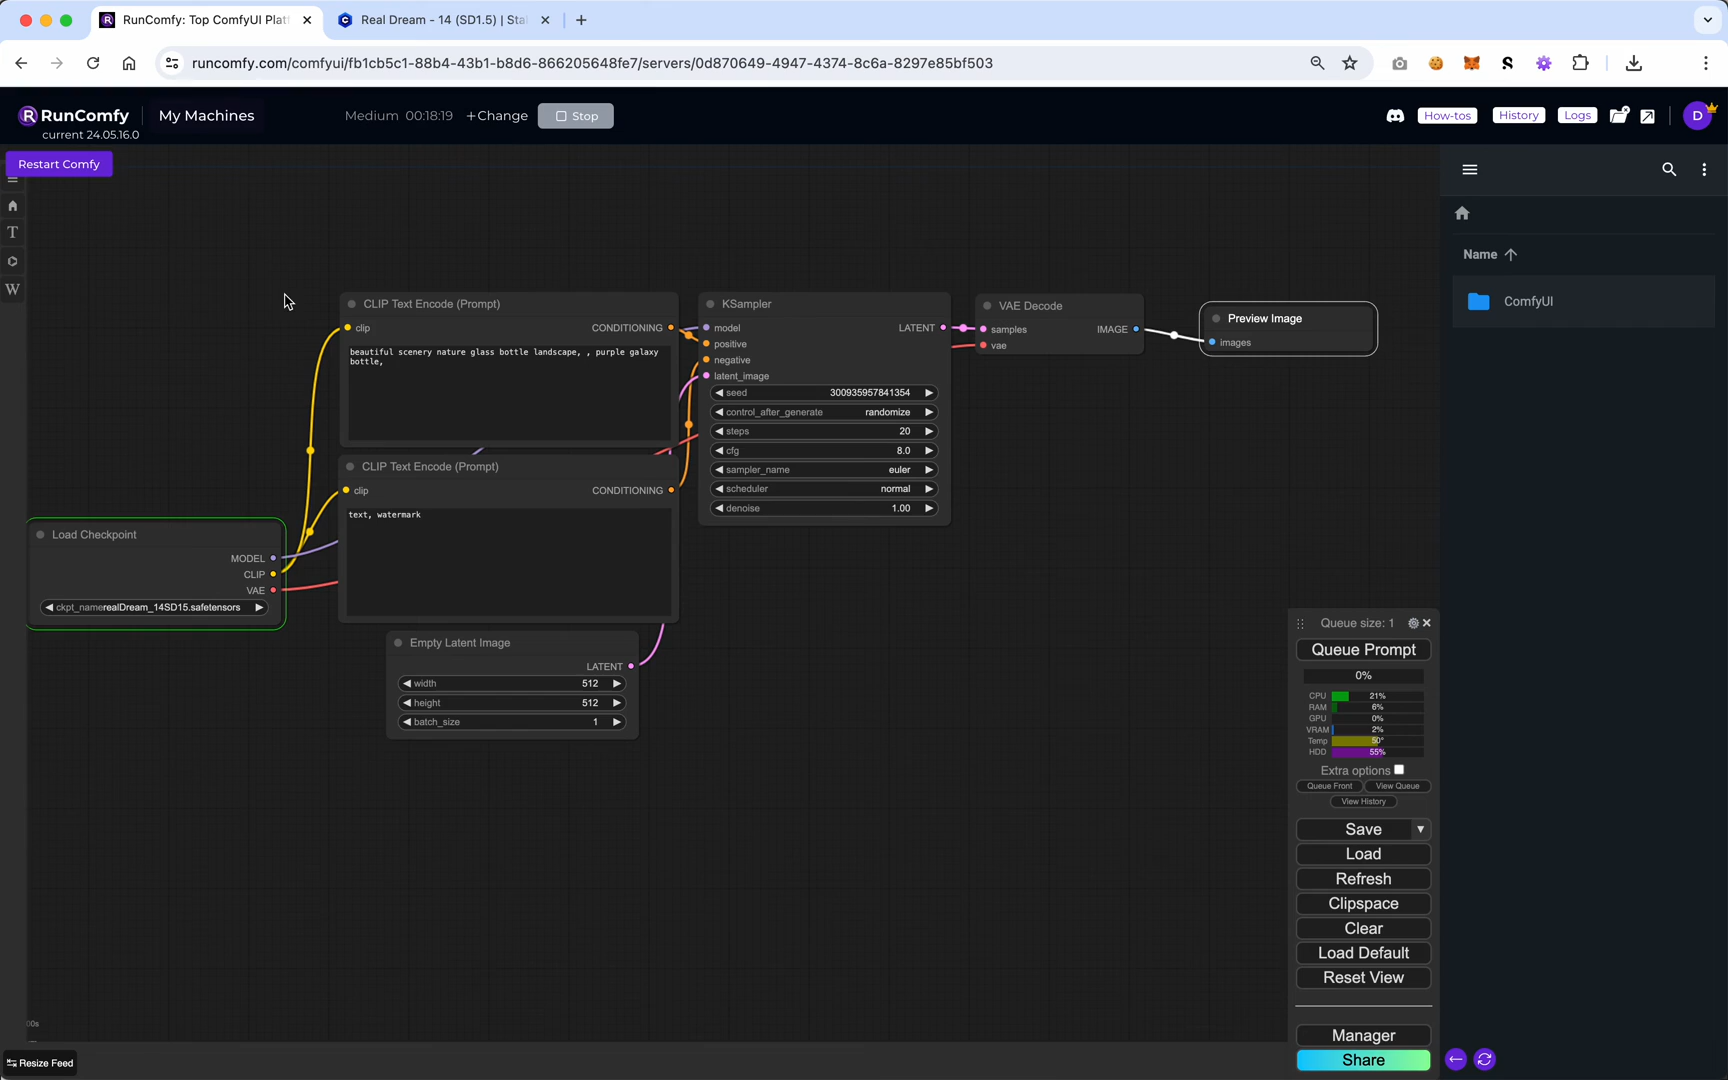 RunComfy: Top ComfyUI Plat
Real Dream - 14 (SD1.5) | Sta
runcomfy.com/comfyui/fb1cb5c1-88b4-43b1-b8d6-866205648fe7/servers/0d870649-4947-4374-8c6a-8297e85bf503
RunComfy
current 24.05.16.0
My Machines
Medium 00:18:19 +Change
Stop
How-tos
History
Logs
D
Restart Comfy
T
W
Name
ComfyUI
CLIP Text Encode (Prompt)
clip
CONDITIONING
beautiful scenery nature glass bottle landscape, , purple galaxy
bottle,
KSampler
model
LATENT
positive
negative
latent_image
seed 300935957841354
control_after_generate randomize
steps 20
cfg 8.0
sampler_name euler
scheduler normal
denoise 1.00
VAE Decode
samples
IMAGE
vae
Preview Image
images
CLIP Text Encode (Prompt)
clip
CONDITIONING
text, watermark
Load Checkpoint
MODEL
CLIP
VAE
ckpt_name realDream_14SD15.safetensors
Empty Latent Image
LATENT
width 512
height 512
batch_size 1
Queue size: 1
Queue Prompt
0%
CPU 21%
RAM 6%
GPU 0%
VRAM 2%
Temp 50°
HDD 55%
Extra options
Queue Front
View Queue
View History
Save
Load
Refresh
Clipspace
Clear
Load Default
Reset View
Manager
Share
00s
Resize Feed